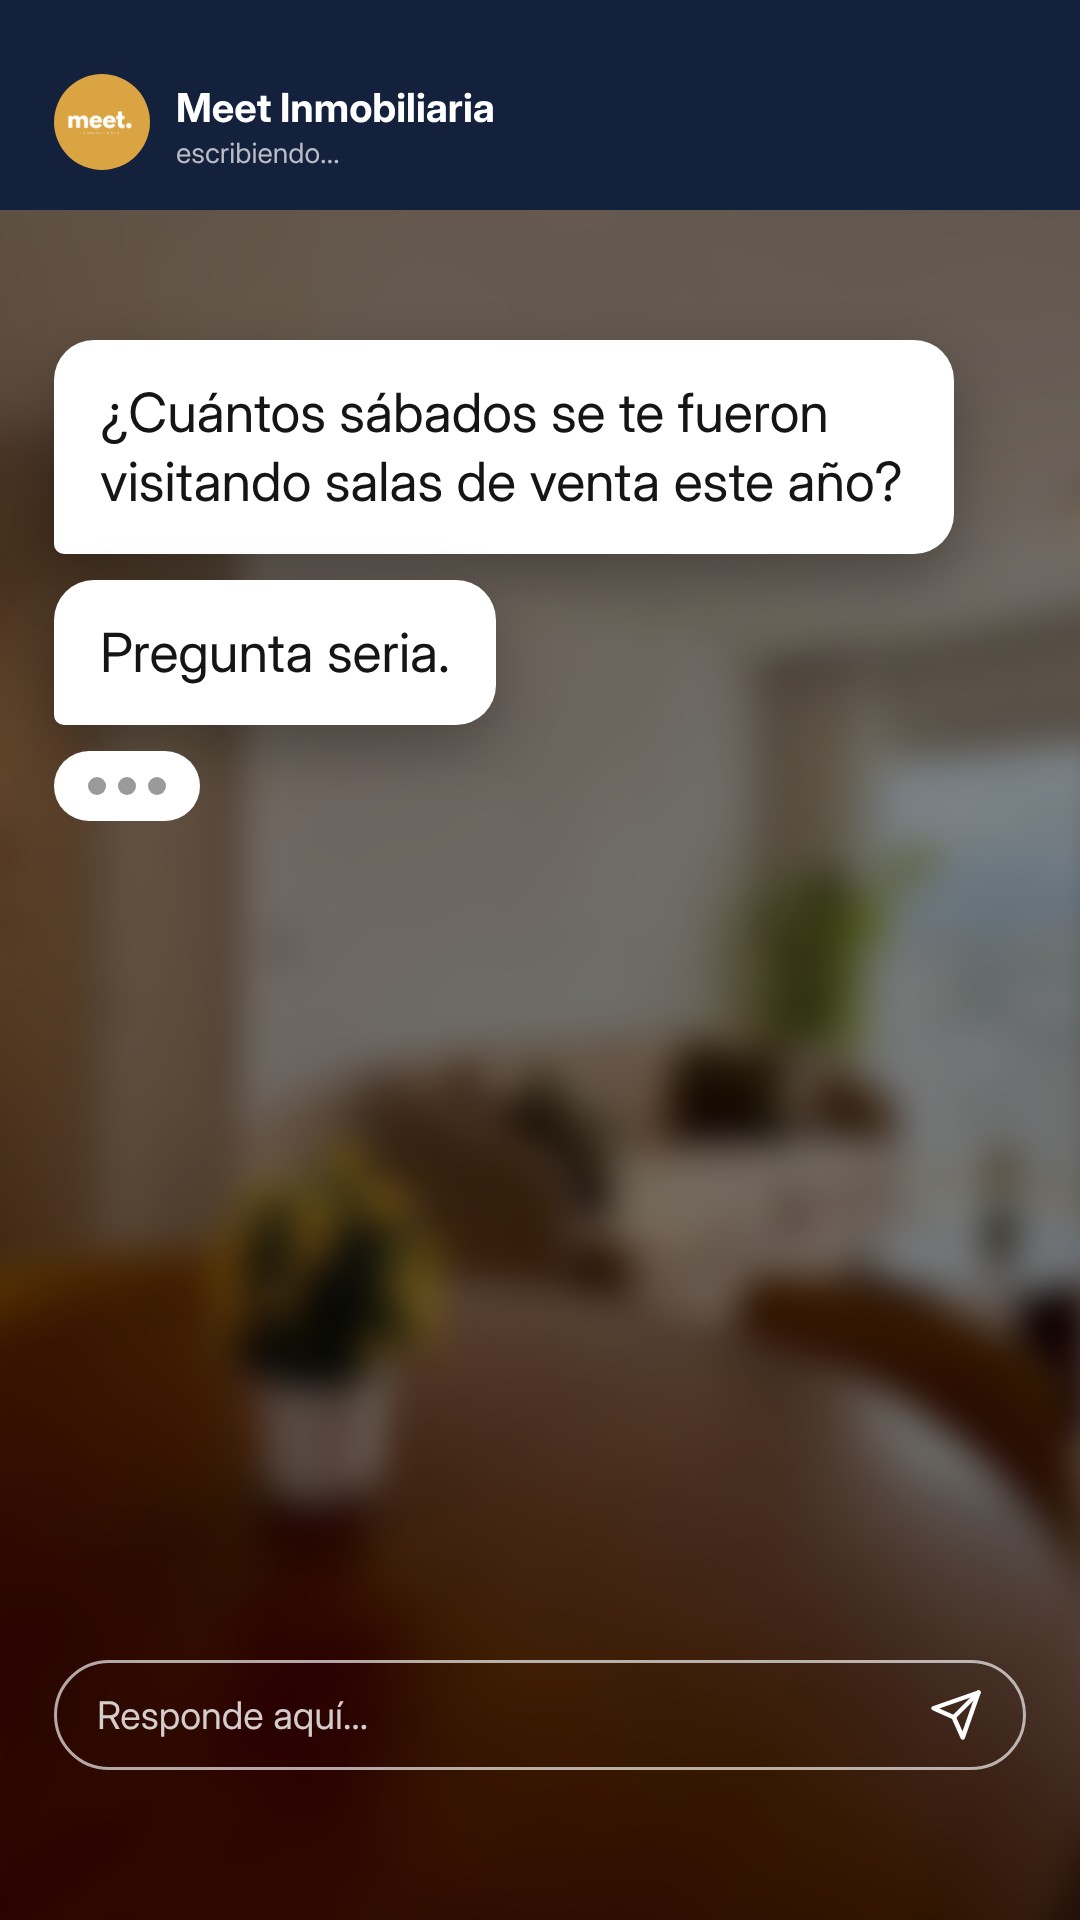 meet.
Meet Inmobiliaria
escribiendo...
¿Cuántos sábados se te fueron
visitando salas de venta este año?
Pregunta seria.
Responde aquí...